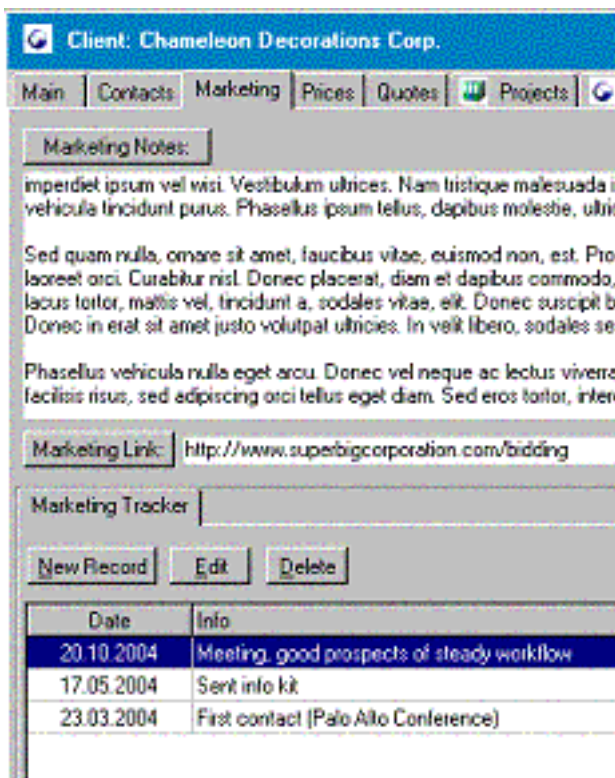 Client: Chameleon Decorations Corp.
Main Contacts Marketing Prices Quotes Projects
Marketing Notes:
imperdiet ipsum vel wisi. Vestibulum ultrices. Nam tristique malesuada
vehicula tincidunt purus. Phasellus ipsum tellus, dapibus molestie,
Sed quam nulla, ornare sit amet, faucibus vitae, euismod non, est.
laoreet orci. Curabitur nisl. Donec placerat, diam et dapibus commodo,
lacus tortor, mattis vel, tincidunt a, sodales vitae, elit. Donec suscipit
Donec in erat sit amet justo volutpat ultricies. In velit libero, sodales
Phasellus vehicula nulla eget arcu. Donec vel neque ac lectus
facilisis risus, sed adipiscing orci tellus eget diam. Sed eros tortor,
Marketing Link: http://www.superbigcorporation.com/bidding
Marketing Tracker
New Record Edit Delete
Date Info
20.10.2004 Meeting, good prospects of steady workflow
17.05.2004 Sent info kit
23.03.2004 First contact (Palo Alto Conference)